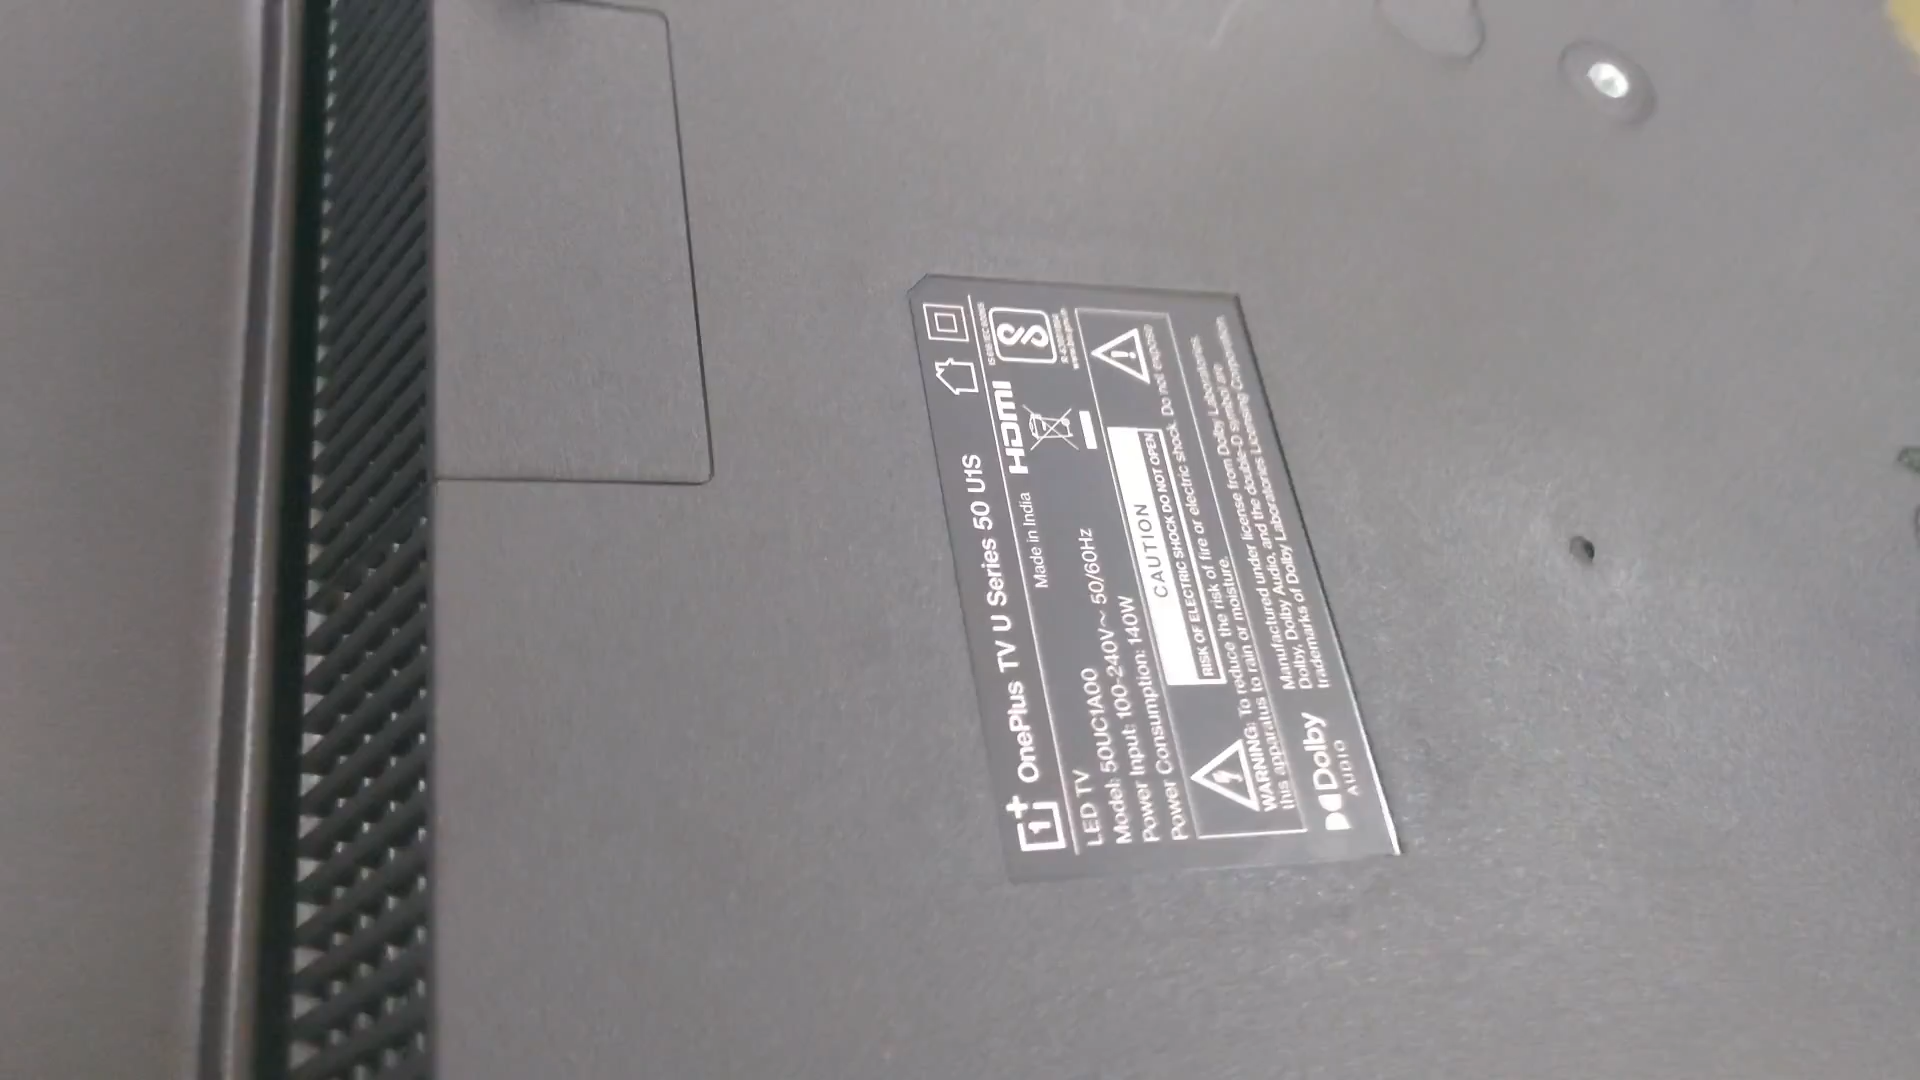 OnePlus TV U Series 50 U1S
LED TV
Made in India
HDMI
Model: 50UC1A00
Power Input: 100-240V~ 50/60Hz
Power Consumption: 140W
CAUTION
RISK OF ELECTRIC SHOCK DO NOT OPEN
WARNING: To reduce the risk of fire or electric shock. Do not expose
this apparatus to rain or moisture.
Dolby
AUDIO
Manufactured under license from Dolby Laboratories.
Dolby, Dolby Audio, and the double-D symbol are
trademarks of Dolby Laboratories Licensing Corporation.